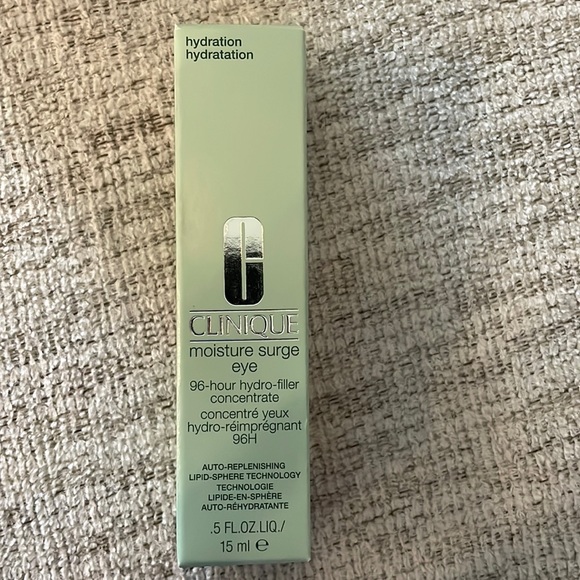 hydration
hydratation
CLINIQUE
moisture surge
eye
96-hour hydro-filler
concentrate
concentré yeux
hydro-réimprégnant
96H
AUTO-REPLENISHING
LIPID-SPHERE TECHNOLOGY
TECHNOLOGIE
LIPIDE-EN-SPHÈRE
AUTO-RÉHYDRATANTE
.5 FL.OZ.LIQ./
15 ml ℮